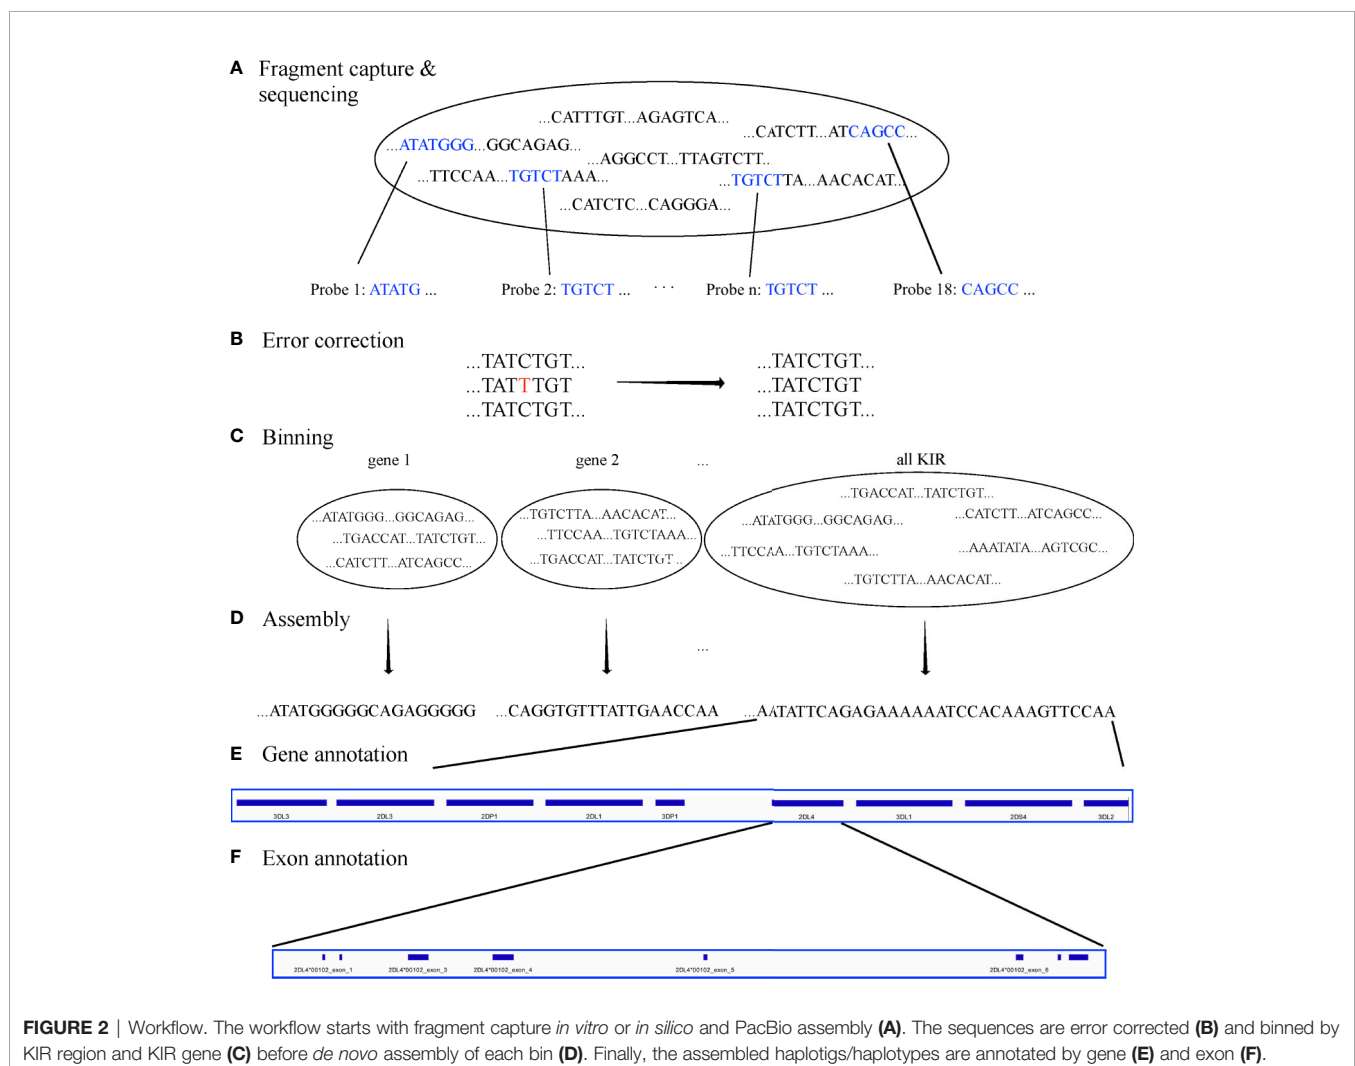 A Fragment capture &
sequencing
...CATTTGT...AGAGTCA...
...CATCTT...ATCAGCC...
...ATATGGG...GGCAGAG...
...AGGCCT...TTAGTCTT..
...TTCCAA...TGTCTAAA...
...TGTCTTA...AACACAT...
...CATCTC...CAGGGA...
Probe 1: ATATG ...
Probe 2: TGTCT ...
. . .
Probe n: TGTCT ...
Probe 18: CAGCC ...
B Error correction
...TATCTGT...
...TATTTGT
...TATCTGT...
...TATCTGT...
...TATCTGT
...TATCTGT...
C Binning
gene 1
gene 2
...
all KIR
...ATATGGG...GGCAGAG...
...TGACCAT...TATCTGT...
...CATCTT...ATCAGCC...
...TGTCTTA...AACACAT...
...TTCCAA...TGTCTAAA...
...TGACCAT...TATCTGT...
...TGACCAT...TATCTGT...
...ATATGGG...GGCAGAG...
...CATCTT...ATCAGCC...
...TTCCAA...TGTCTAAA...
...AAATATA...AGTCGC...
...TGTCTTA...AACACAT...
D Assembly
...
...ATATGGGGGCAGAGGGGG
...CAGGTGTTTATTGAACCAA
...AATATTCAGAGAAAAAATCCACAAAGTTCCAA
E Gene annotation
3DL3
2DL3
2DP1
2DL1
3DP1
2DL4
3DL1
2DS4
3DL2
F Exon annotation
2DL4*00102_exon_1
2DL4*00102_exon_3
2DL4*00102_exon_4
2DL4*00102_exon_5
2DL4*00102_exon_6
FIGURE 2 | Workflow. The workflow starts with fragment capture in vitro or in silico and PacBio assembly (A). The sequences are error corrected (B) and binned by
KIR region and KIR gene (C) before de novo assembly of each bin (D). Finally, the assembled haplotigs/haplotypes are annotated by gene (E) and exon (F).